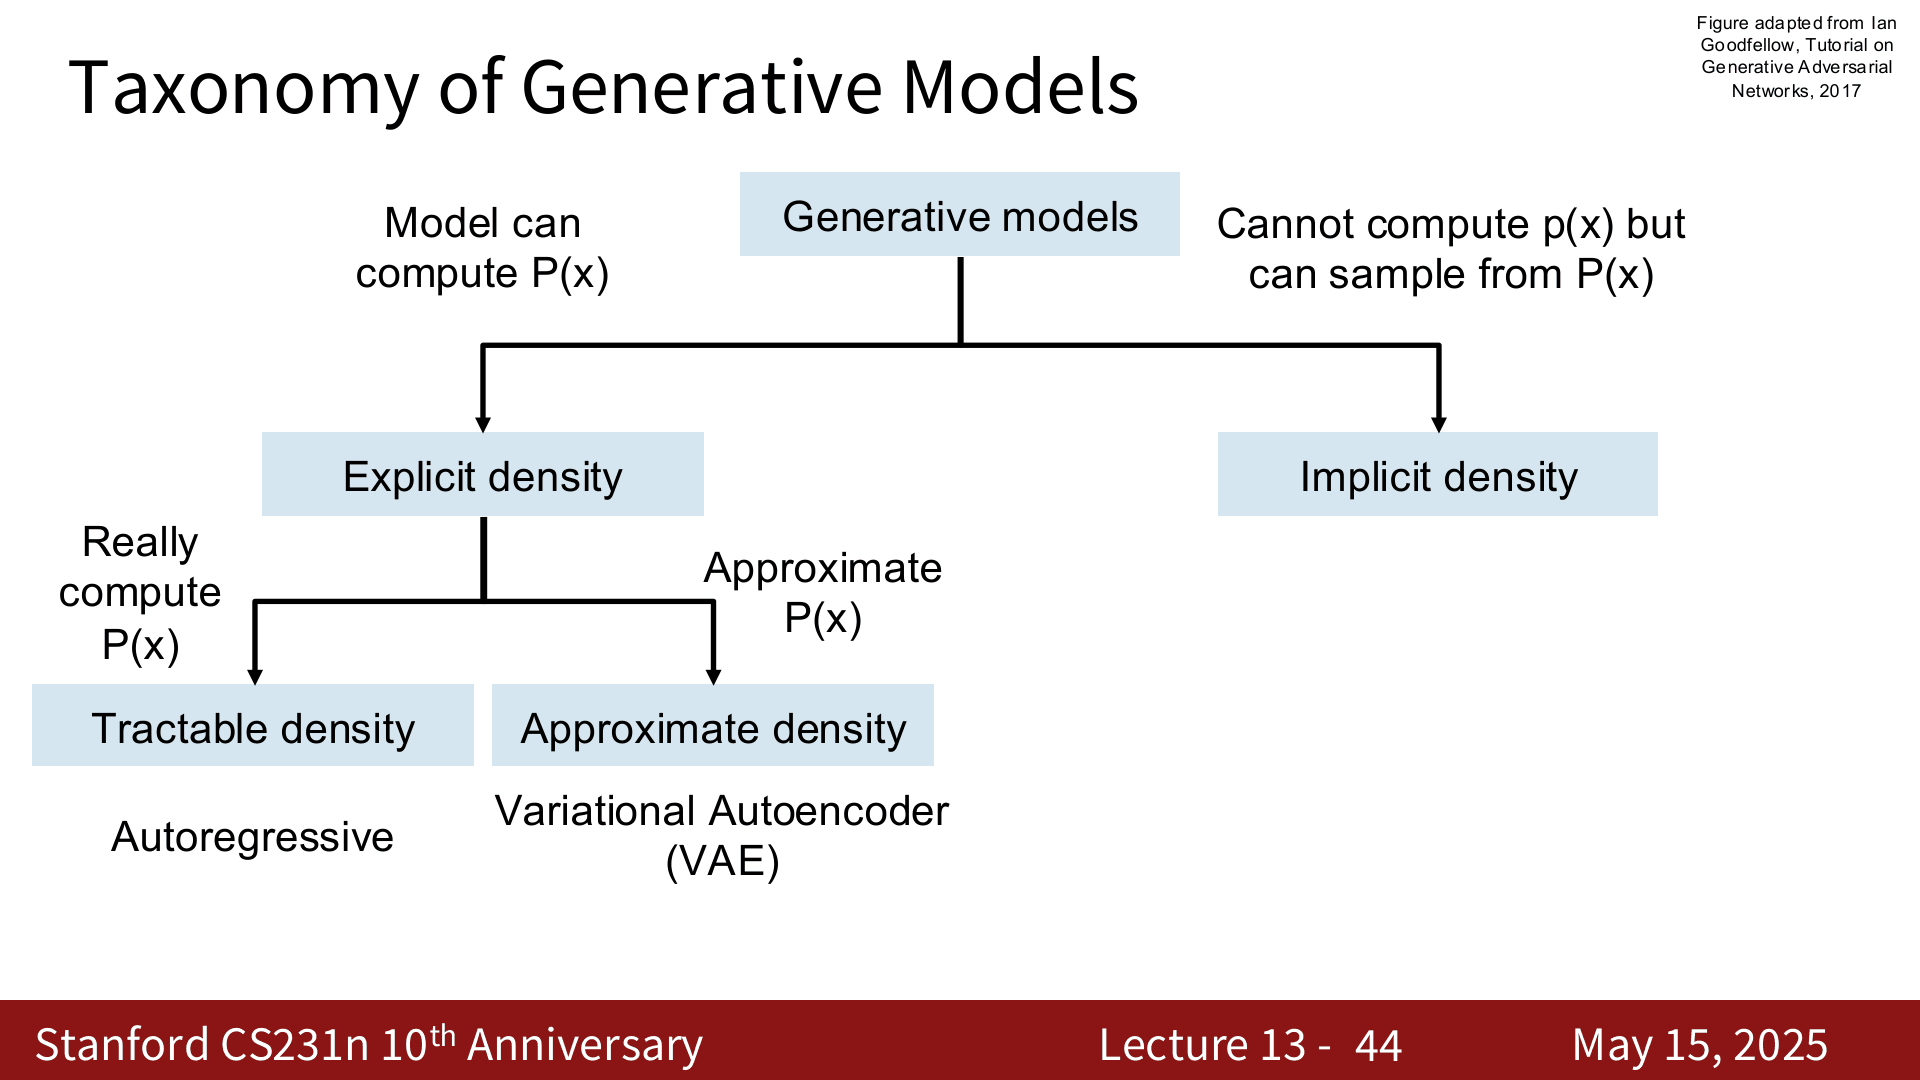 Figure adapted from Ian
Goodfellow, Tutorial on
Generative Adversarial
Networks, 2017
Taxonomy of Generative Models
Model can
compute P(x)
Generative models
Cannot compute p(x) but
can sample from P(x)
Explicit density
Implicit density
Really
compute
P(x)
Approximate
P(x)
Tractable density
Approximate density
Autoregressive
Variational Autoencoder
(VAE)
Stanford CS231n 10th Anniversary
Lecture 13 - 44
May 15, 2025